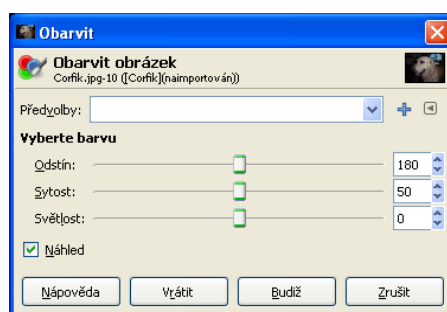 Obarvit
Obarvit obrázek
Corfik.jpg-10 ([Corfik](naimportován))
Předvolby:
Vyberte barvu
Odstín: 180
Sytost: 50
Světlost: 0
Náhled
Nápověda Vrátit Budiž Zrušit